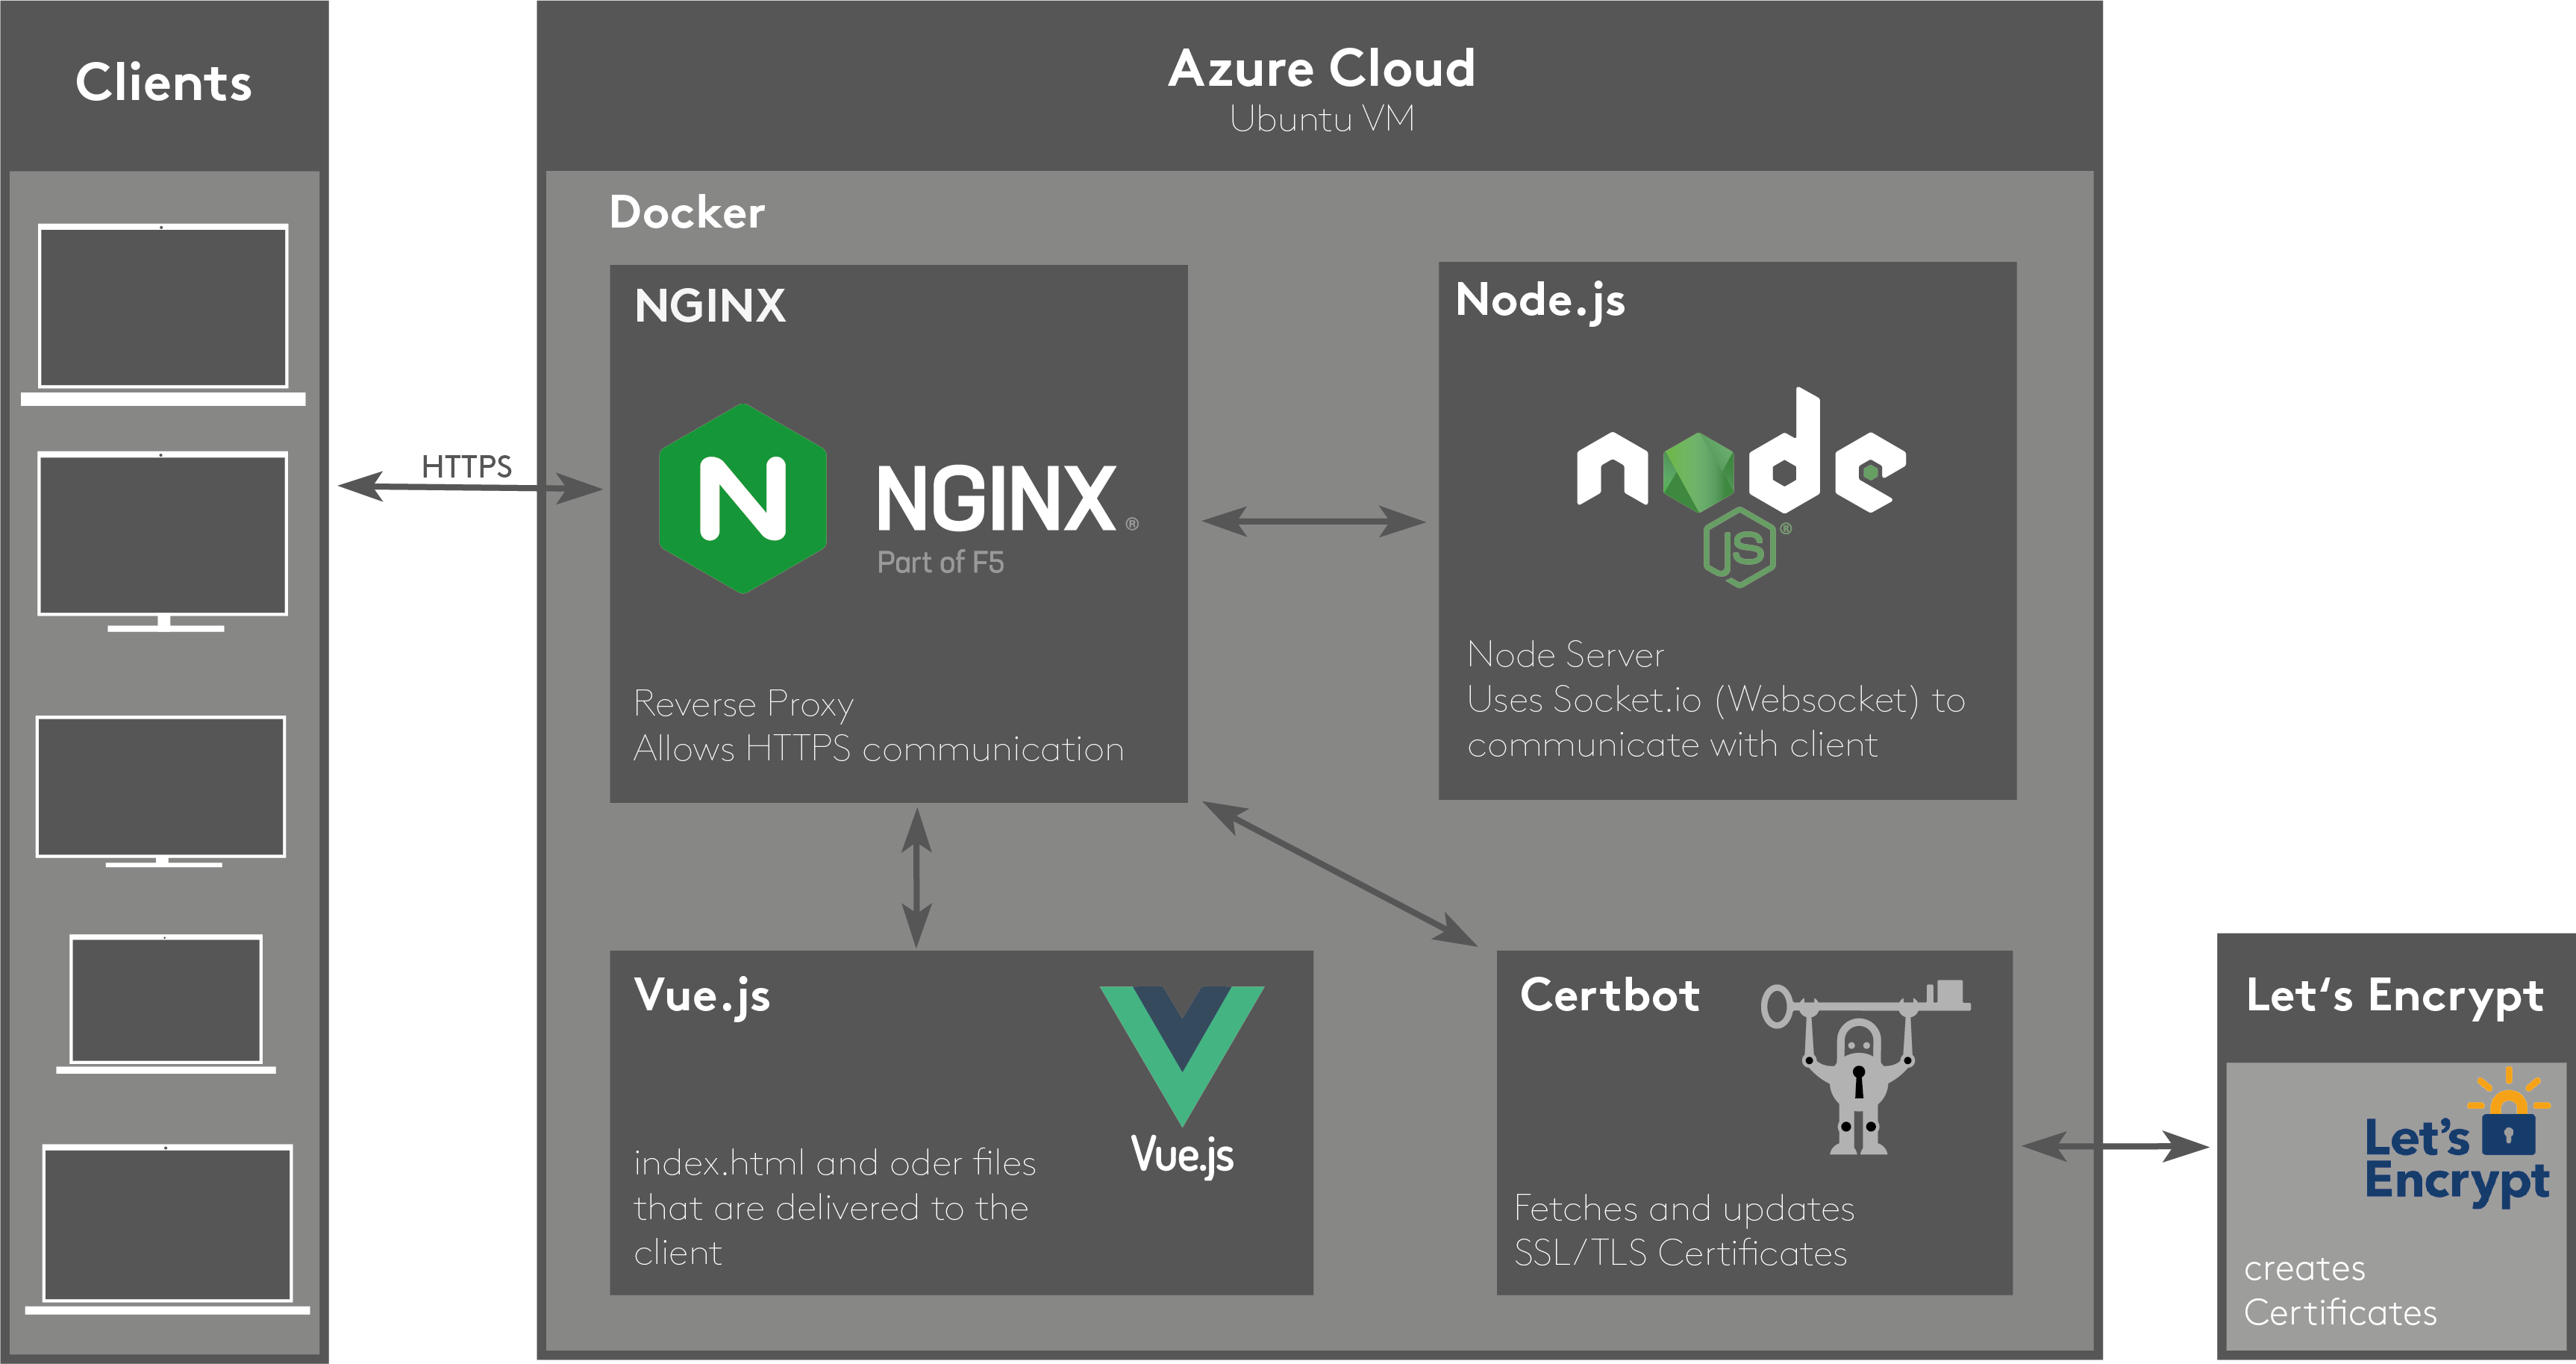 Clients
HTTPS
Azure Cloud
Ubuntu VM
Docker
NGINX
N
NGINX ®
Part of F5
Reverse Proxy
Allows HTTPS communication
Node.js
node
JS ®
Node Server
Uses Socket.io (Websocket) to
communicate with client
Vue.js
Vue.js
index.html and oder files
that are delivered to the
client
Certbot
Fetches and updates
SSL/TLS Certificates
Let‘s Encrypt
Let's
Encrypt
creates
Certificates